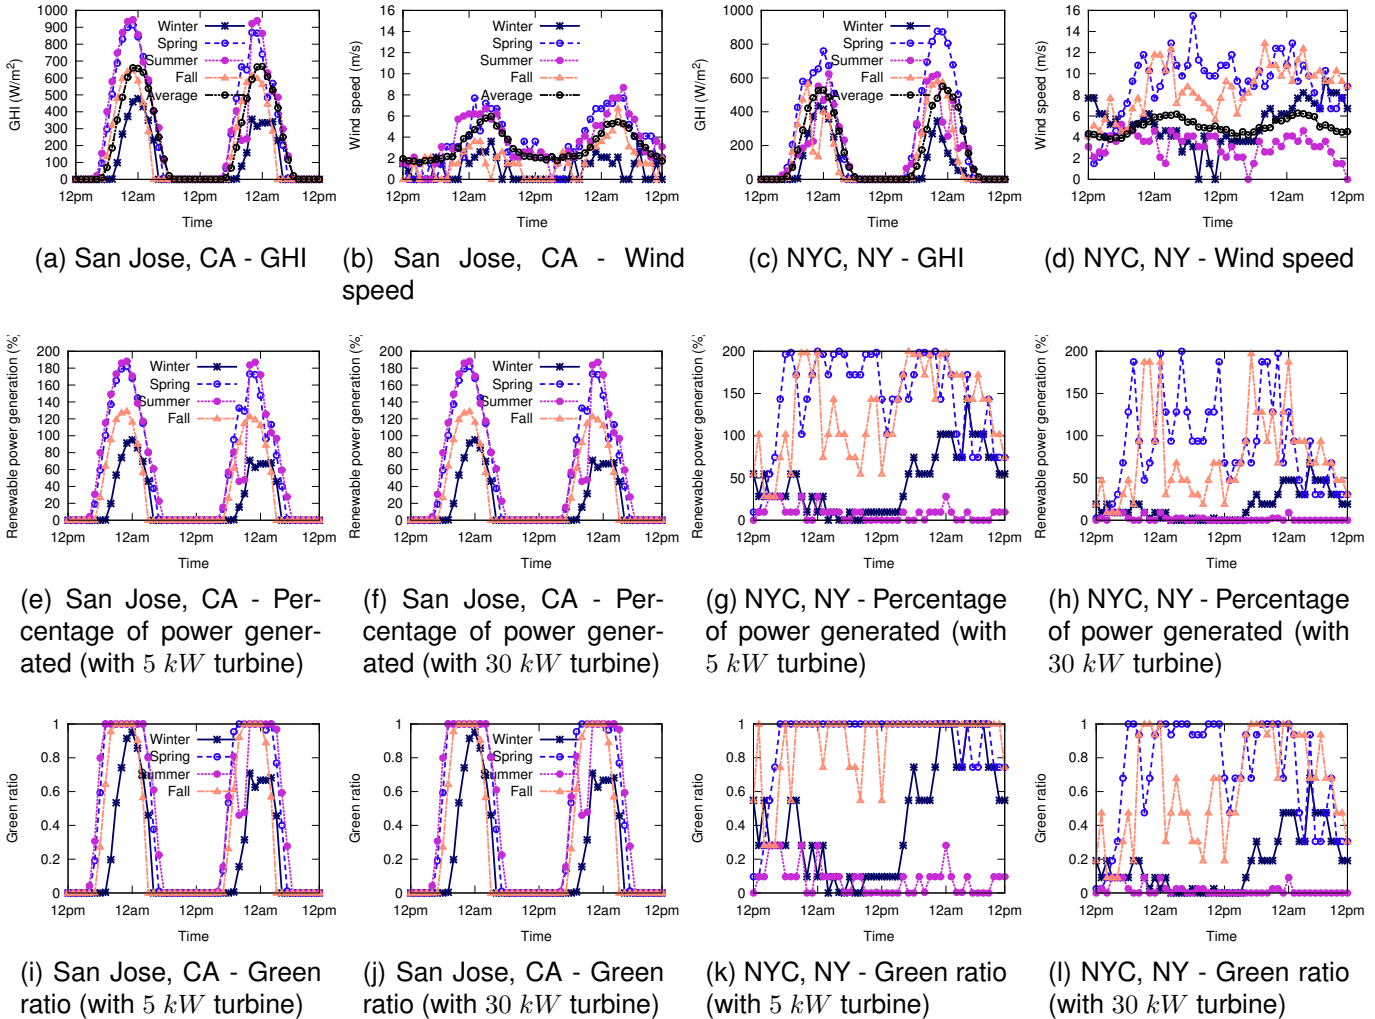 GHI (W/m²)
1000
900
800
700
600
500
400
300
200
100
0
12pm 12am 12pm 12am 12pm
Time
Winter
Spring
Summer
Fall
Average
(a) San Jose, CA - GHI
Wind speed (m/s)
16
14
12
10
8
6
4
2
0
12pm 12am 12pm 12am 12pm
Time
Winter
Spring
Summer
Fall
Average
(b) San Jose, CA - Wind
speed
GHI (W/m²)
1000
800
600
400
200
0
12pm 12am 12pm 12am 12pm
Time
Winter
Spring
Summer
Fall
Average
(c) NYC, NY - GHI
Wind speed (m/s)
16
14
12
10
8
6
4
2
0
12pm 12am 12pm 12am 12pm
Time
Winter
Spring
Summer
Fall
Average
(d) NYC, NY - Wind speed
Renewable power generation (%)
200
180
160
140
120
100
80
60
40
20
0
12pm 12am 12pm 12am 12pm
Time
Winter
Spring
Summer
Fall
(e) San Jose, CA - Per-
centage of power gener-
ated (with 5 kW turbine)
Renewable power generation (%)
200
180
160
140
120
100
80
60
40
20
0
12pm 12am 12pm 12am 12pm
Time
Winter
Spring
Summer
Fall
(f) San Jose, CA - Per-
centage of power gener-
ated (with 30 kW turbine)
Renewable power generation (%)
200
150
100
50
0
12pm 12am 12pm 12am 12pm
Time
(g) NYC, NY - Percentage
of power generated (with
5 kW turbine)
Renewable power generation (%)
200
150
100
50
0
12pm 12am 12pm 12am 12pm
Time
(h) NYC, NY - Percentage
of power generated (with
30 kW turbine)
Green ratio
1
0.8
0.6
0.4
0.2
0
12pm 12am 12pm 12am 12pm
Time
Winter
Spring
Summer
Fall
(i) San Jose, CA - Green
ratio (with 5 kW turbine)
Green ratio
1
0.8
0.6
0.4
0.2
0
12pm 12am 12pm 12am 12pm
Time
Winter
Spring
Summer
Fall
(j) San Jose, CA - Green
ratio (with 30 kW turbine)
Green ratio
1
0.8
0.6
0.4
0.2
0
12pm 12am 12pm 12am 12pm
Time
(k) NYC, NY - Green ratio
(with 5 kW turbine)
Green ratio
1
0.8
0.6
0.4
0.2
0
12pm 12am 12pm 12am 12pm
Time
(l) NYC, NY - Green ratio
(with 30 kW turbine)